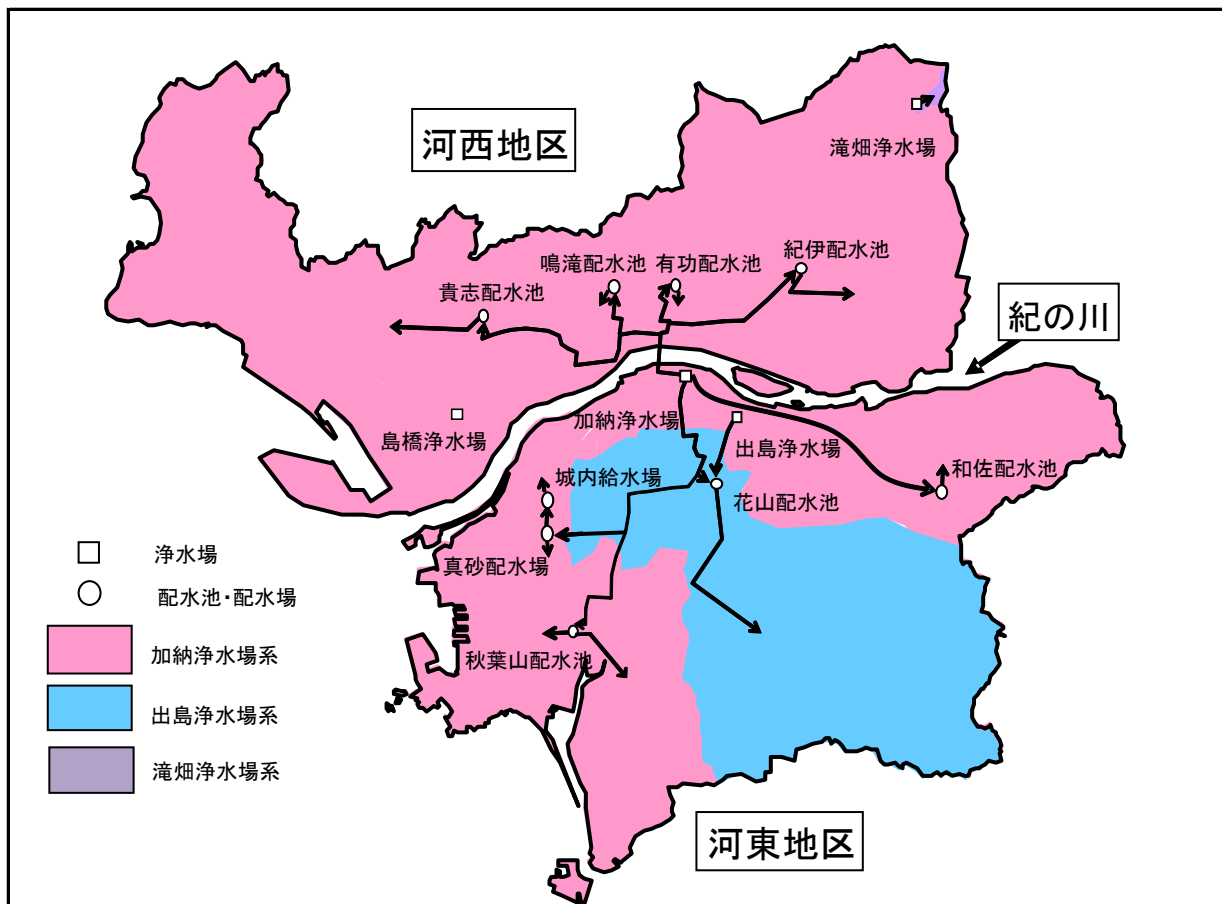 河西地区
滝畑浄水場
鳴滝配水池
有功配水池
紀伊配水池
貴志配水池
紀の川
島橋浄水場
加納浄水場
出島浄水場
和佐配水池
城内給水場
花山配水池
真砂配水場
秋葉山配水池
河東地区
浄水場
配水池・配水場
加納浄水場系
出島浄水場系
滝畑浄水場系